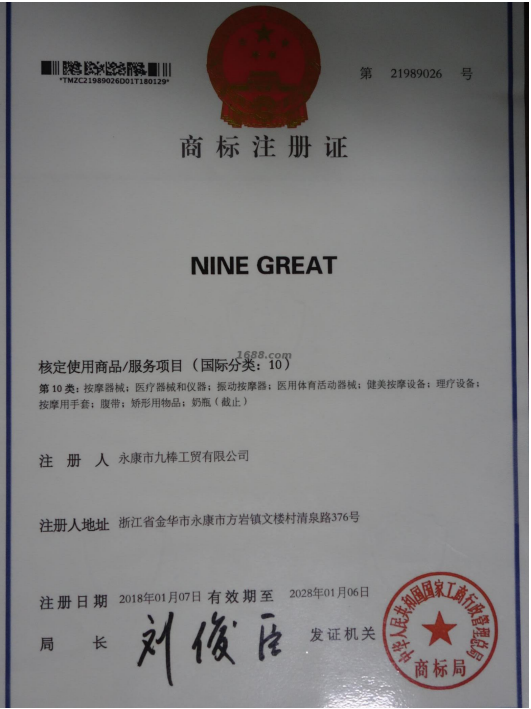 第 21989026 号
*TMZC21989026D01T180129*
商标注册证
NINE GREAT
1688.com
核定使用商品/服务项目（国际分类：10）
第10类：按摩器械；医疗器械和仪器；振动按摩器；医用体育活动器械；健美按摩设备；理疗设备；
按摩用手套；腹带；矫形用物品；奶瓶（截止）
注册人 永康市九棒工贸有限公司
注册人地址 浙江省金华市永康市方岩镇文楼村清泉路376号
注册日期 2018年01月07日 有效期至 2028年01月06日
局长 刘俊臣 发证机关
中华人民共和国国家工商行政管理总局
商标局